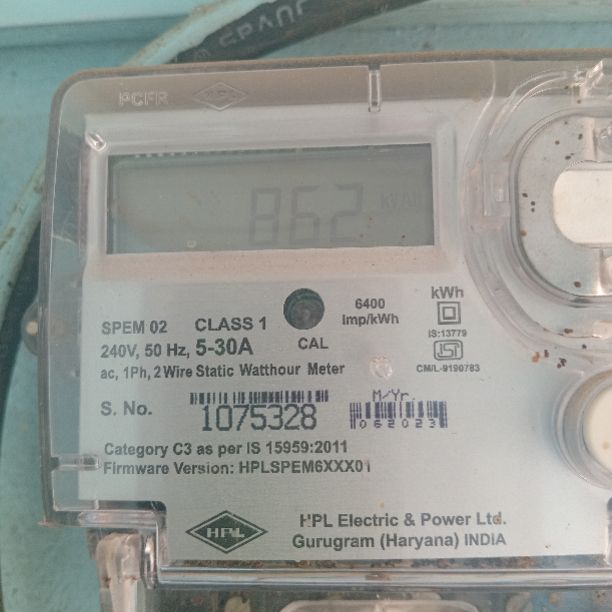 PCFR
862 kVAh
SPEM 02 CLASS 1
240V, 50 Hz, 5-30A
ac, 1Ph, 2 Wire Static Watthour Meter
CAL
6400
Imp/kWh
kWh
IS:13779
CM/L-9190783
S. No. 1075328
M/Yr.
062023
Category C3 as per IS 15959:2011
Firmware Version: HPLSPEM6XXX01
HPL
HPL Electric & Power Ltd.
Gurugram (Haryana) INDIA